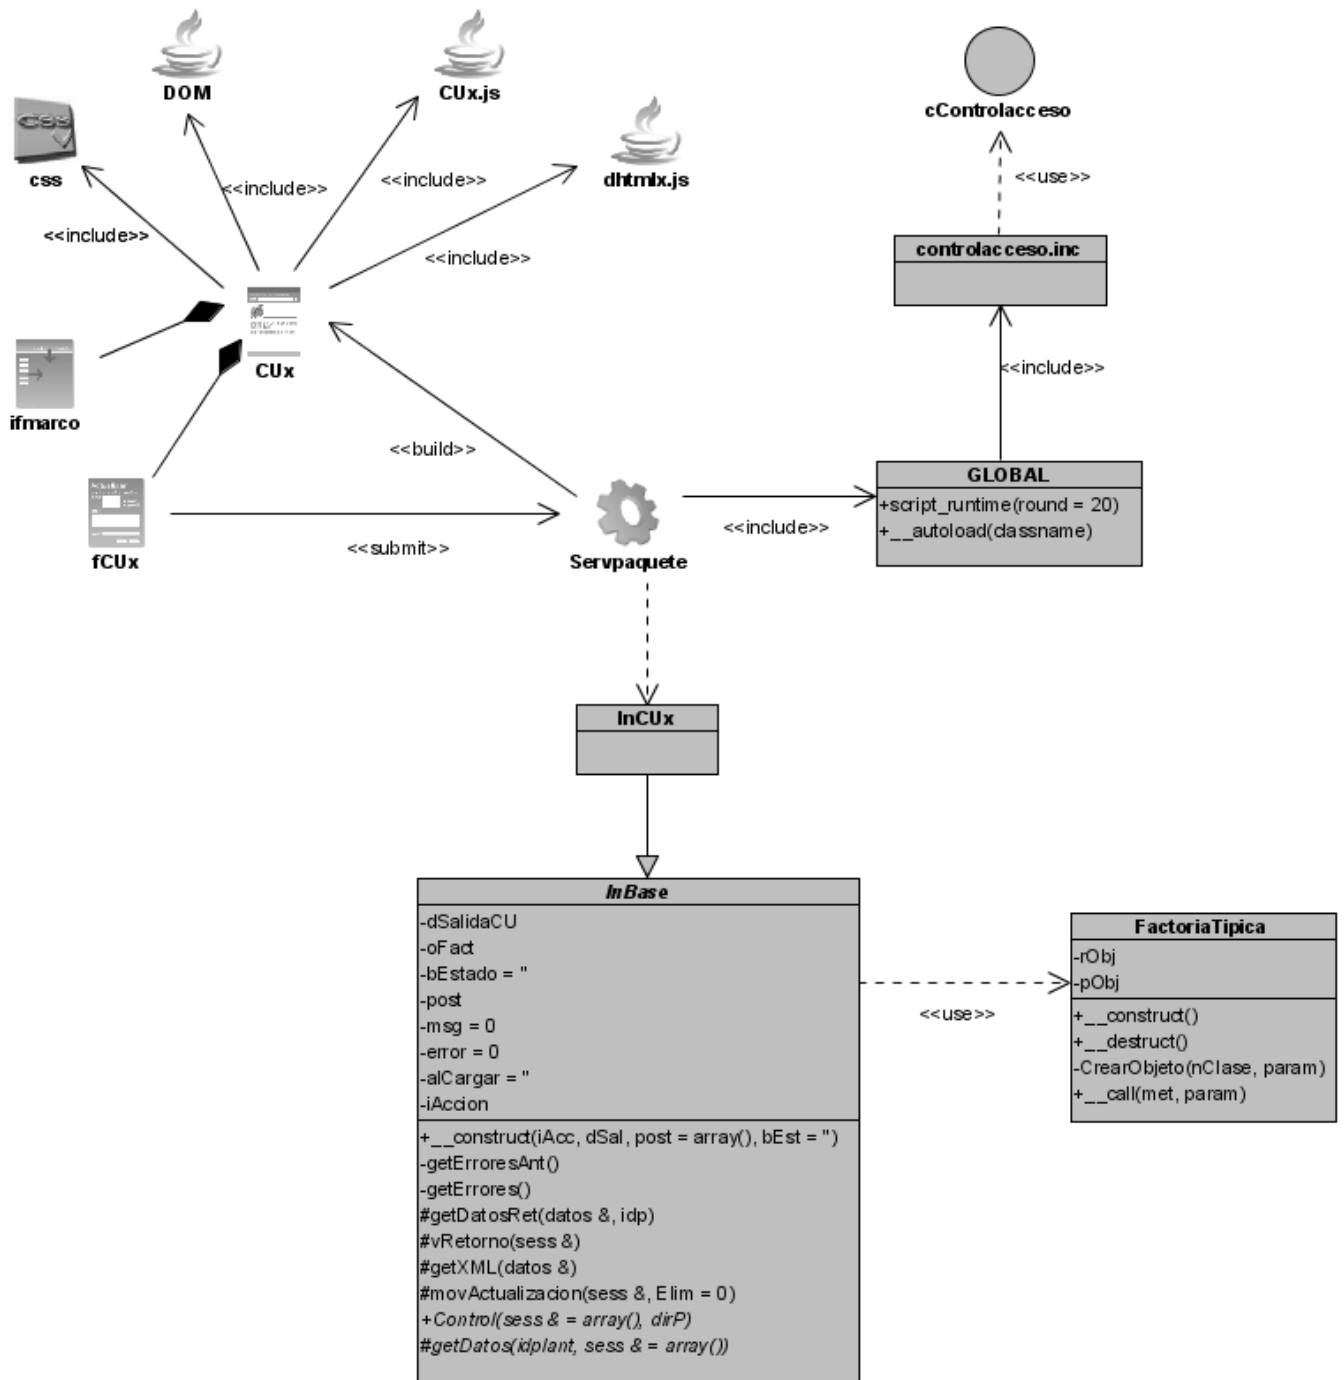 DOM
CUx.js
cControlacceso
css
css
dhtmlx.js
<<include>>
<<include>>
<<use>>
<<include>>
<<include>>
controlacceso.inc
CUx
ifmarco
<<include>>
<<build>>
GLOBAL
+script_runtime(round = 20)
+__autoload(classname)
<<include>>
<<submit>>
fCUx
Servpaquete
InCUx
InBase
-dSalidaCU
-oFact
-bEstado = ''
-post
-msg = 0
-error = 0
-alCargar = ''
-iAccion
+__construct(iAcc, dSal, post = array(), bEst = '')
-getErroresAnt()
-getErrores()
#getDatosRet(datos &, idp)
#vRetorno(sess &)
#getXML(datos &)
#movActualizacion(sess &, Elim = 0)
+Control(sess & = array(), dirP)
#getDatos(idplant, sess & = array())
<<use>>
FactoriaTipica
-rObj
-pObj
+__construct()
+__destruct()
-CrearObjeto(nClase, param)
+__call(met, param)